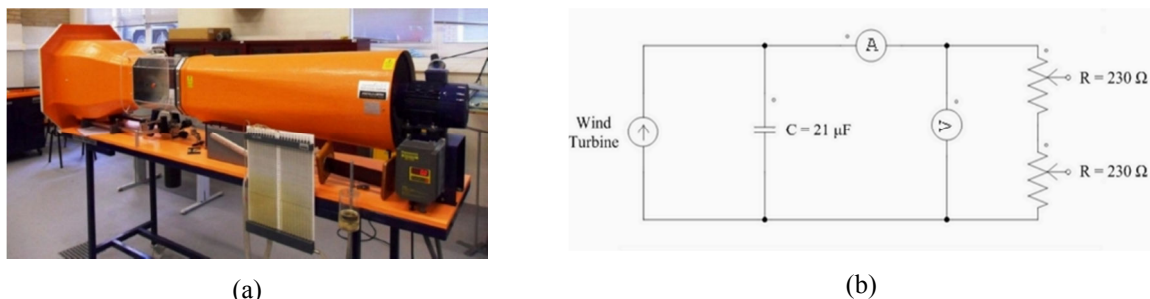 A
Wind
Turbine
C = 21 μF
V
R = 230 Ω
R = 230 Ω
(a)
(b)